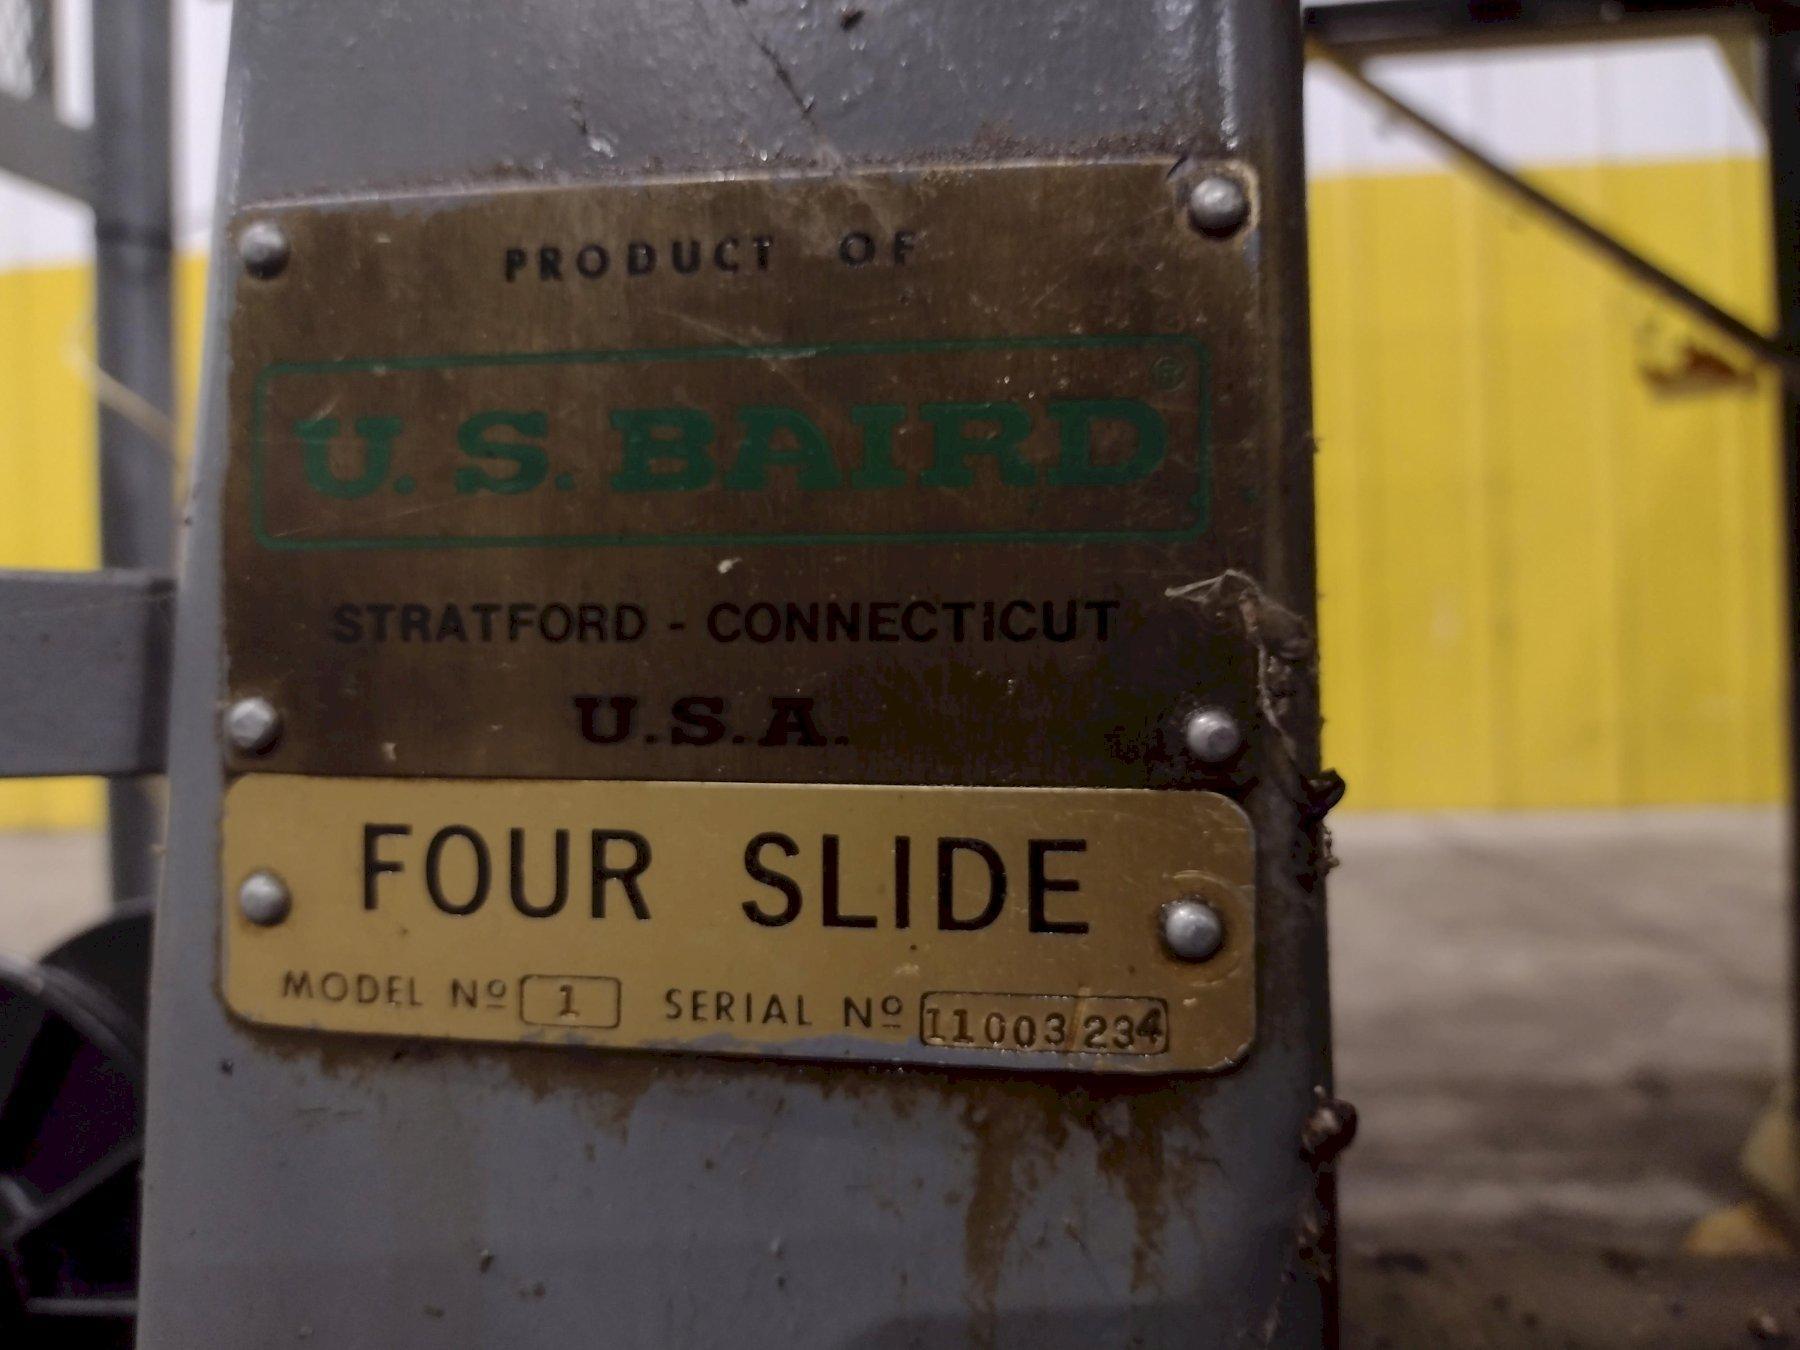 PRODUCT OF
U.S. BAIRD®
STRATFORD - CONNECTICUT
U.S.A.
FOUR SLIDE
MODEL Nº 1 SERIAL Nº 11003/234